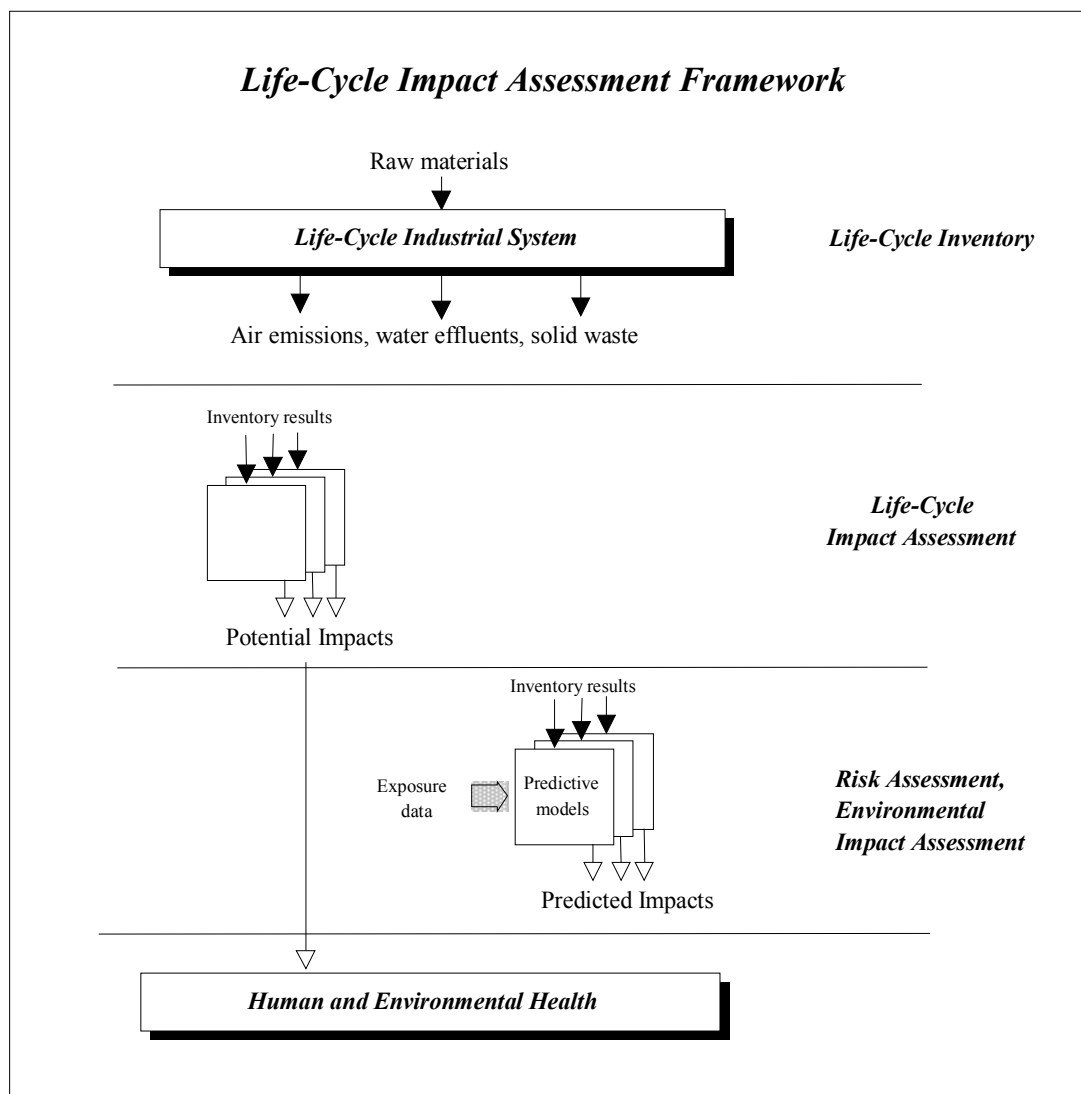 Life-Cycle Impact Assessment Framework
Raw materials
Life-Cycle Industrial System
Life-Cycle Inventory
Air emissions, water effluents, solid waste
Inventory results
Life-Cycle
Impact Assessment
Potential Impacts
Inventory results
Exposure
data
Predictive
models
Risk Assessment,
Environmental
Impact Assessment
Predicted Impacts
Human and Environmental Health